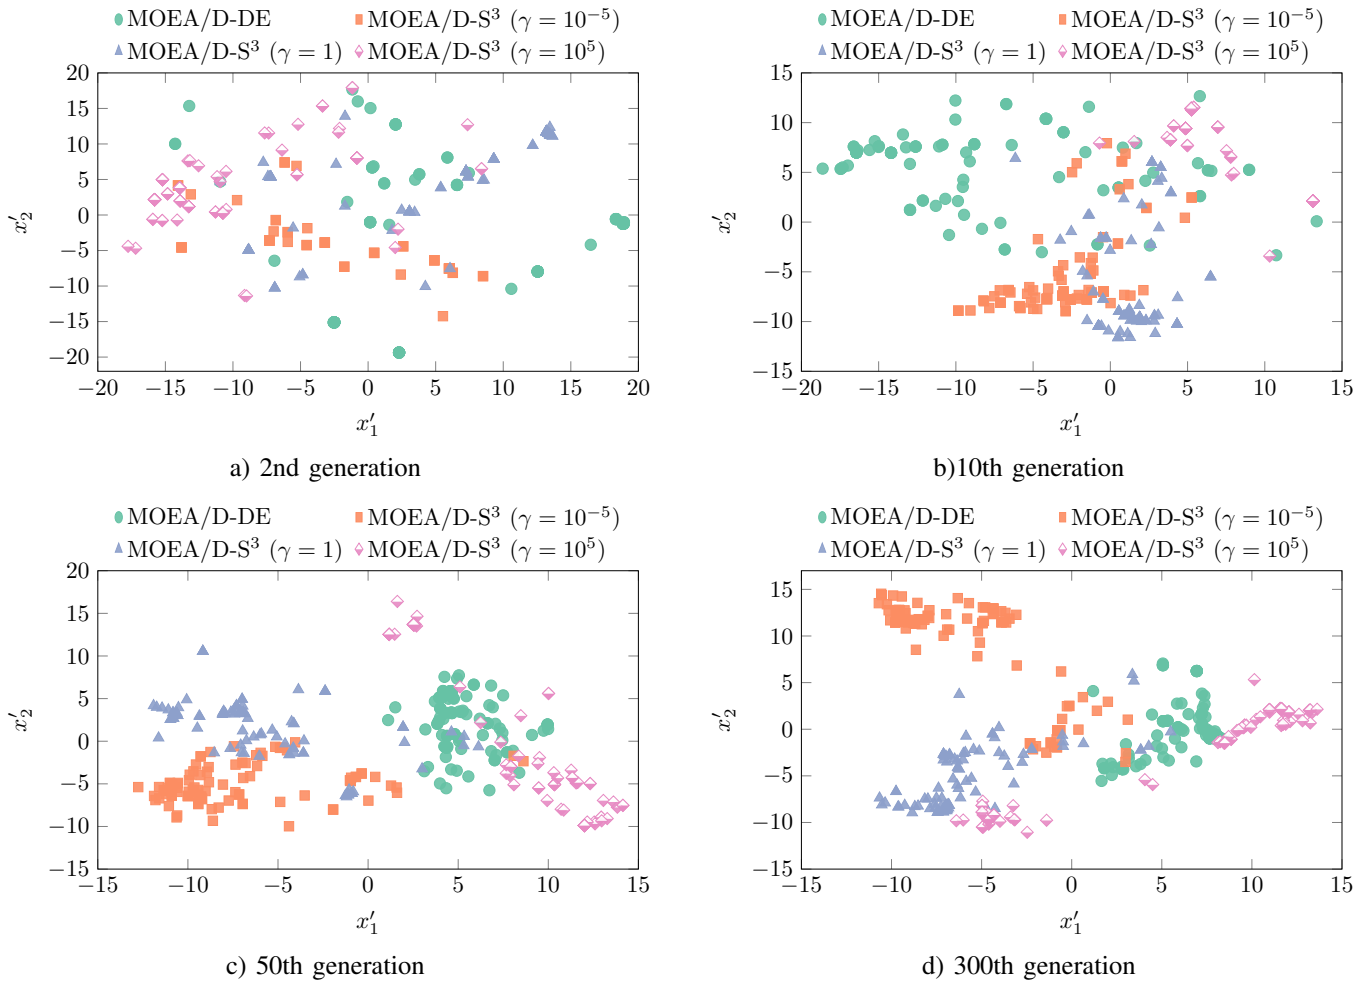 MOEA/D-DE MOEA/D-S³ (γ = 10⁻⁵) MOEA/D-DE MOEA/D-S³ (γ = 10⁻⁵)
MOEA/D-S³ (γ = 1) MOEA/D-S³ (γ = 10⁵) MOEA/D-S³ (γ = 1) MOEA/D-S³ (γ = 10⁵)
20
15
10
5
0
−5
−10
−15
−20
x′₂
−20 −15 −10 −5 0 5 10 15 20
x′₁
a) 2nd generation
15
10
5
0
−5
−10
−15
x′₂
−20 −15 −10 −5 0 5 10 15
x′₁
b)10th generation
MOEA/D-DE MOEA/D-S³ (γ = 10⁻⁵) MOEA/D-DE MOEA/D-S³ (γ = 10⁻⁵)
MOEA/D-S³ (γ = 1) MOEA/D-S³ (γ = 10⁵) MOEA/D-S³ (γ = 1) MOEA/D-S³ (γ = 10⁵)
20
15
10
5
0
−5
−10
−15
x′₂
−15 −10 −5 0 5 10 15
x′₁
c) 50th generation
15
10
5
0
−5
−10
−15
x′₂
−15 −10 −5 0 5 10 15
x′₁
d) 300th generation